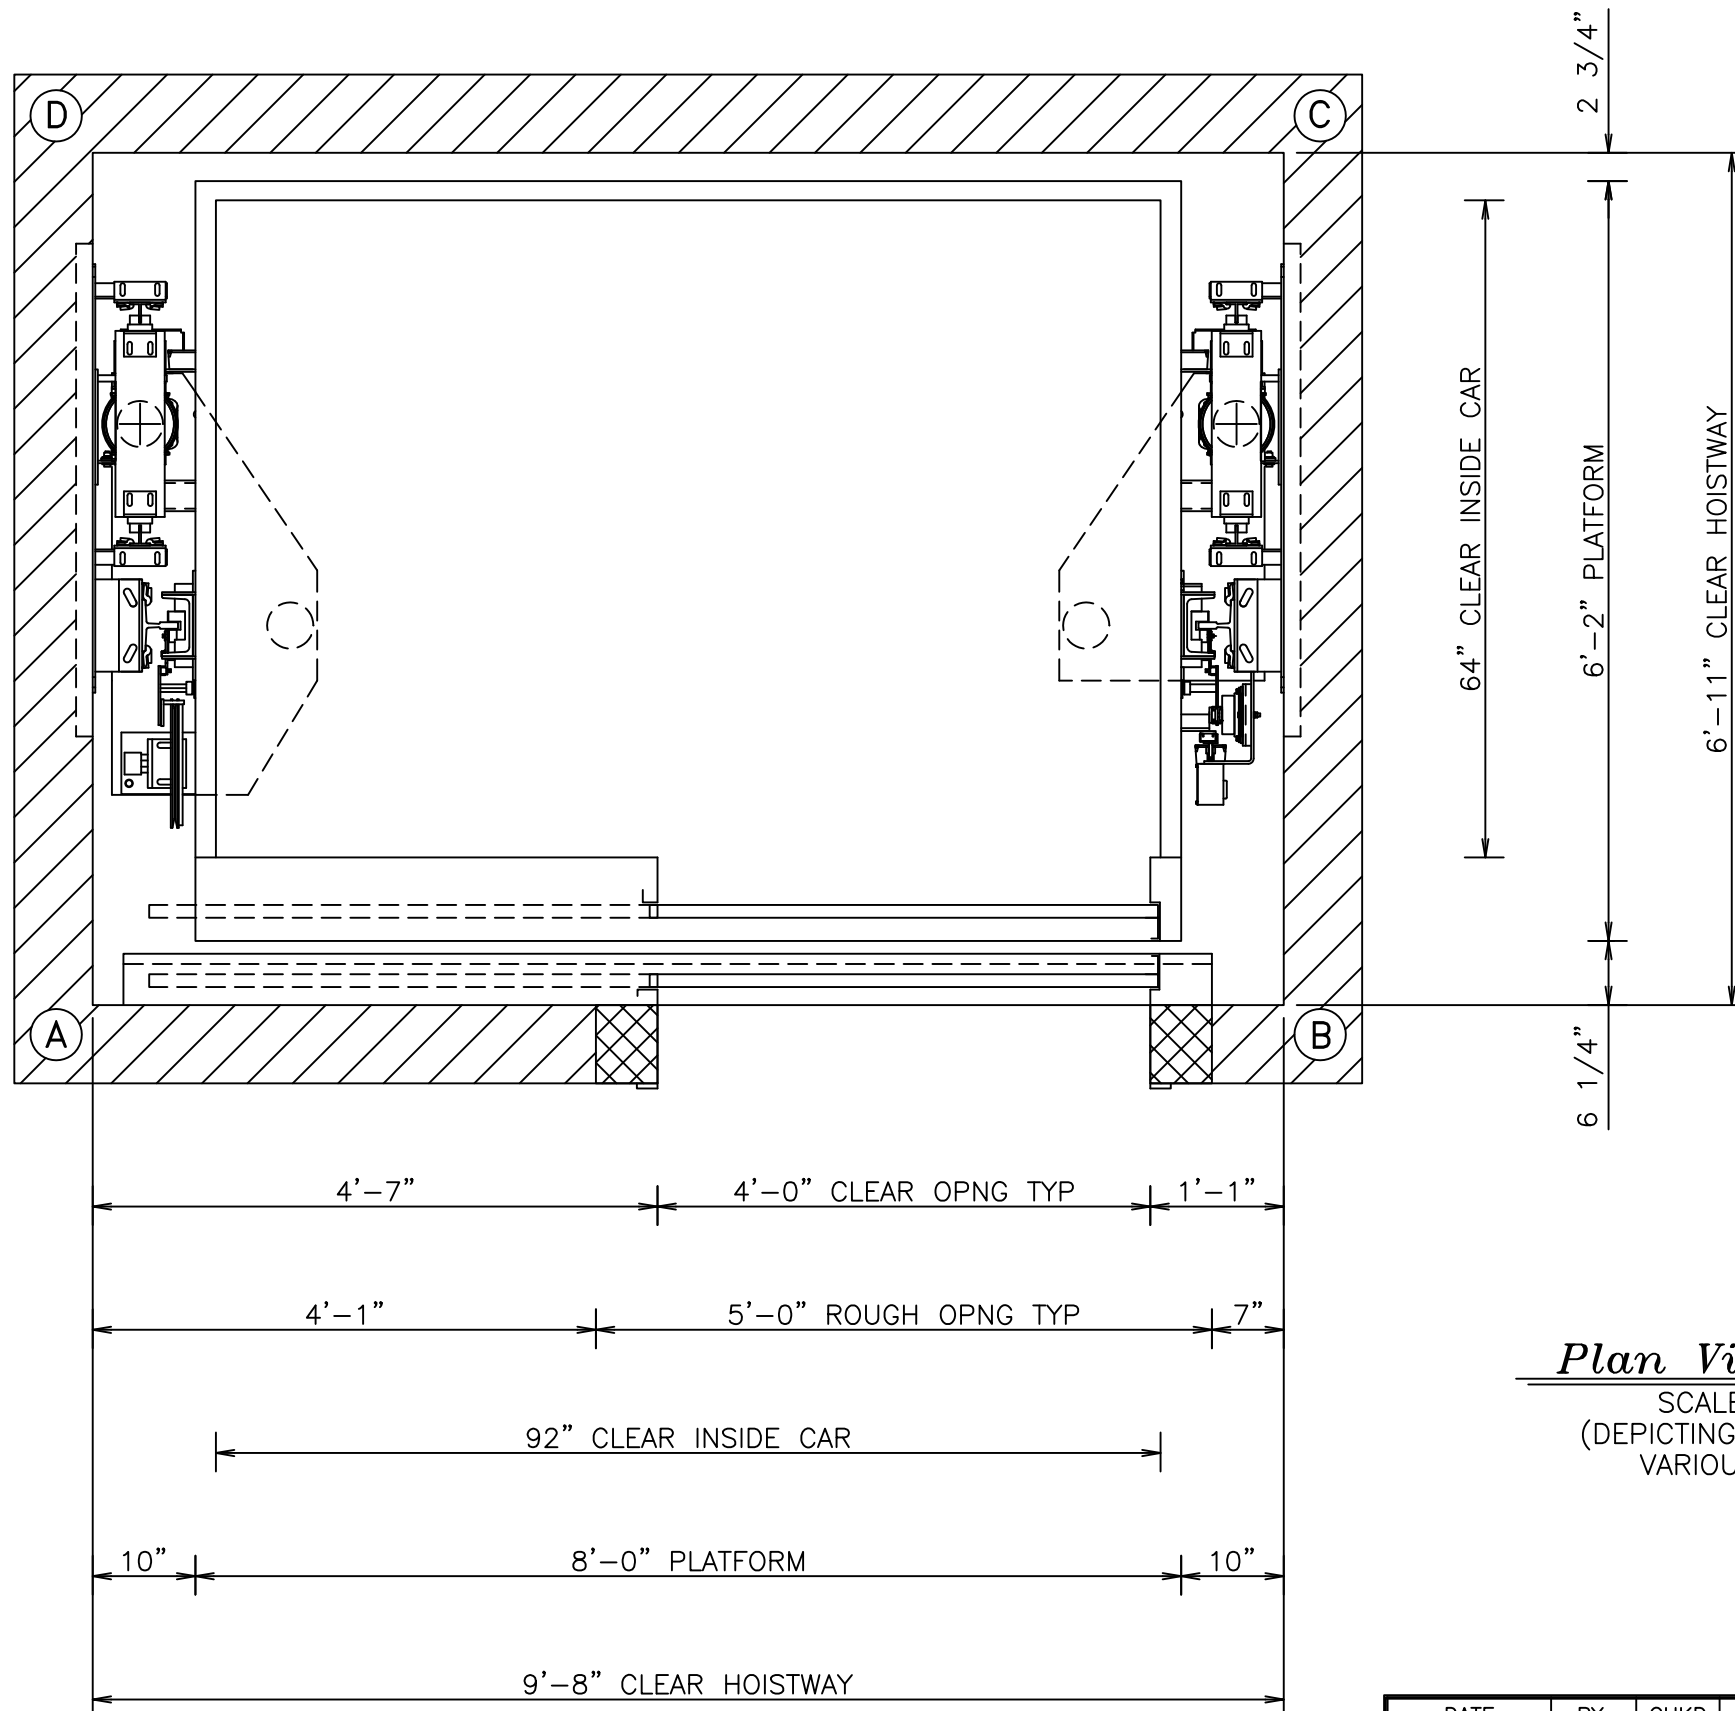 2 3/4”
D
C
64” CLEAR INSIDE CAR
6’-2” PLATFORM
6’-11” CLEAR HOISTWAY
A
B
6 1/4”
4’-7”
4’-0” CLEAR OPNG TYP
1’-1”
4’-1”
5’-0” ROUGH OPNG TYP
7”
Plan Vi
SCALE
(DEPICTING
VARIOU
92” CLEAR INSIDE CAR
10”
8’-0” PLATFORM
10”
9’-8” CLEAR HOISTWAY
DATE BY CHKD